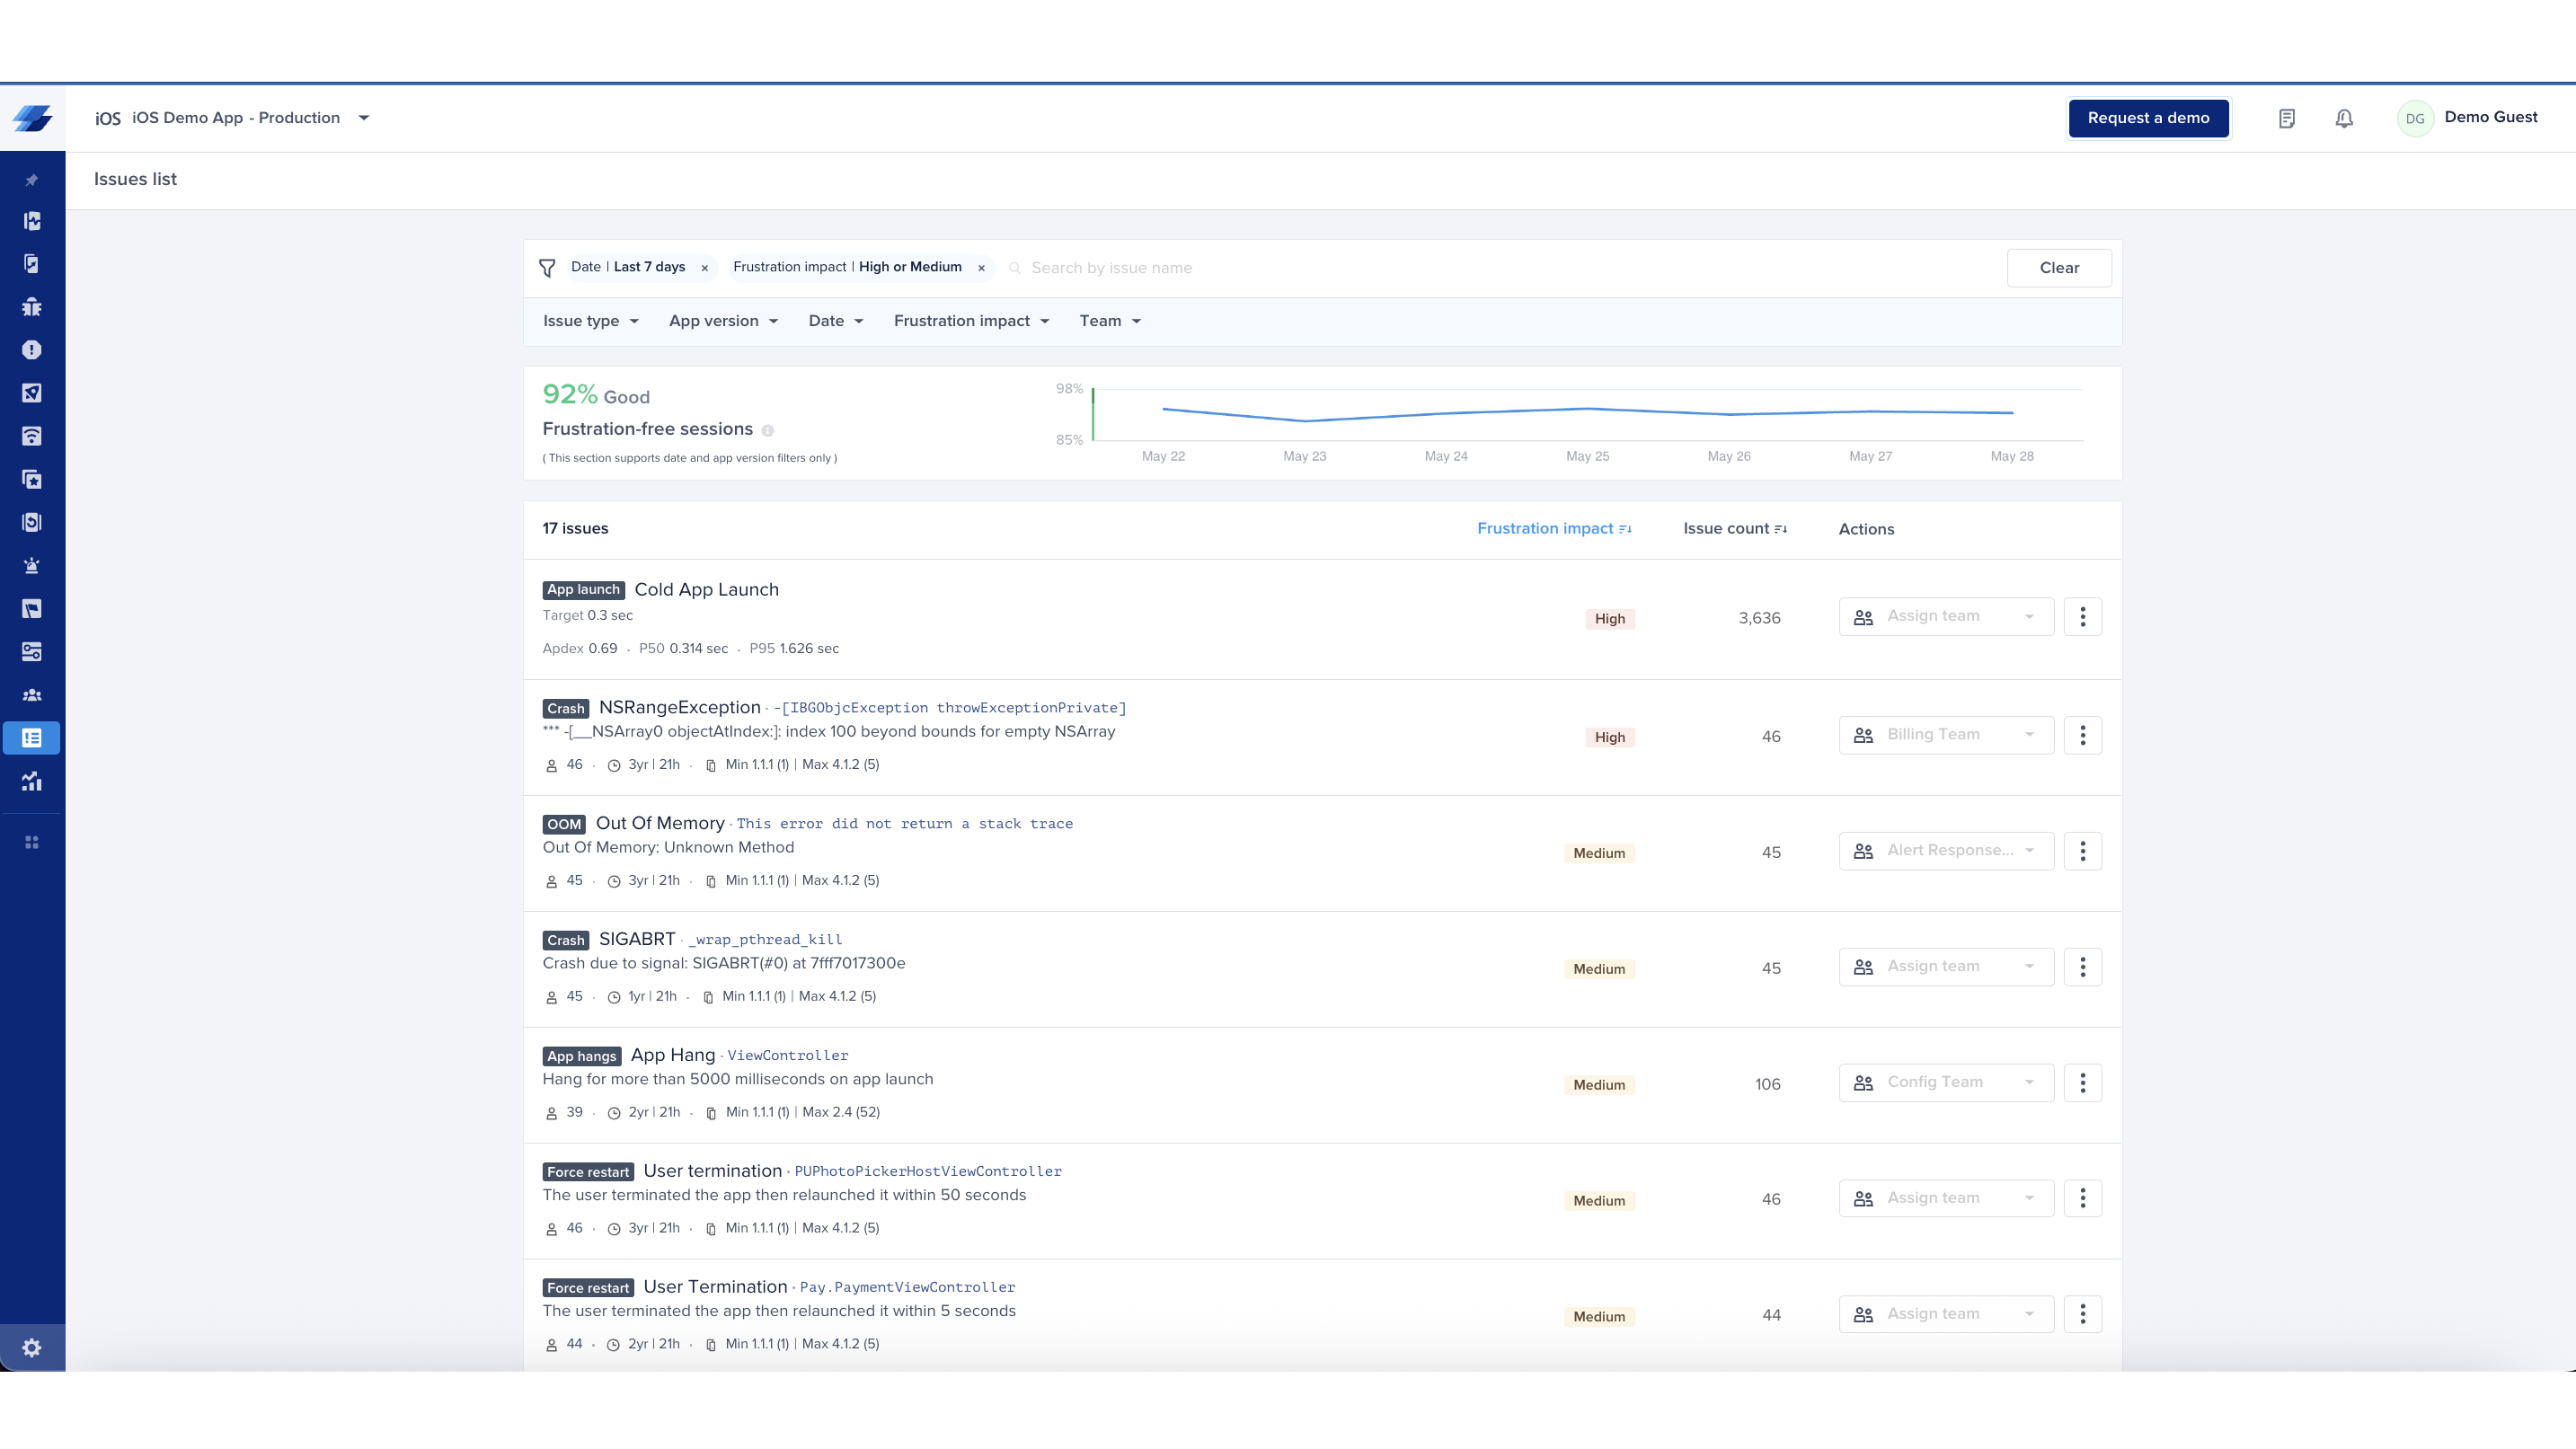 iOS iOS Demo App - Production
Request a demo
DG Demo Guest
Issues list
Date | Last 7 days × Frustration impact | High or Medium × Search by issue name
Clear
Issue type App version Date Frustration impact Team
92% Good
Frustration-free sessions
( This section supports date and app version filters only )
98%
85%
May 22 May 23 May 24 May 25 May 26 May 27 May 28
17 issues Frustration impact Issue count Actions
App launch Cold App Launch
Target 0.3 sec
High 3,636 Assign team
Apdex 0.69 · P50 0.314 sec · P95 1.626 sec
Crash NSRangeException · -[IBGObjcException throwExceptionPrivate]
*** -[__NSArray0 objectAtIndex:]: index 100 beyond bounds for empty NSArray
High 46 Billing Team
46 · 3yr | 21h · Min 1.1.1 (1) | Max 4.1.2 (5)
OOM Out Of Memory · This error did not return a stack trace
Out Of Memory: Unknown Method
Medium 45 Alert Response...
45 · 3yr | 21h · Min 1.1.1 (1) | Max 4.1.2 (5)
Crash SIGABRT · _wrap_pthread_kill
Crash due to signal: SIGABRT(#0) at 7fff7017300e
Medium 45 Assign team
45 · 1yr | 21h · Min 1.1.1 (1) | Max 4.1.2 (5)
App hangs App Hang · ViewController
Hang for more than 5000 milliseconds on app launch
Medium 106 Config Team
39 · 2yr | 21h · Min 1.1.1 (1) | Max 2.4 (52)
Force restart User termination · PUPhotoPickerHostViewController
The user terminated the app then relaunched it within 50 seconds
Medium 46 Assign team
46 · 3yr | 21h · Min 1.1.1 (1) | Max 4.1.2 (5)
Force restart User Termination · Pay.PaymentViewController
The user terminated the app then relaunched it within 5 seconds
Medium 44 Assign team
44 · 2yr | 21h · Min 1.1.1 (1) | Max 4.1.2 (5)